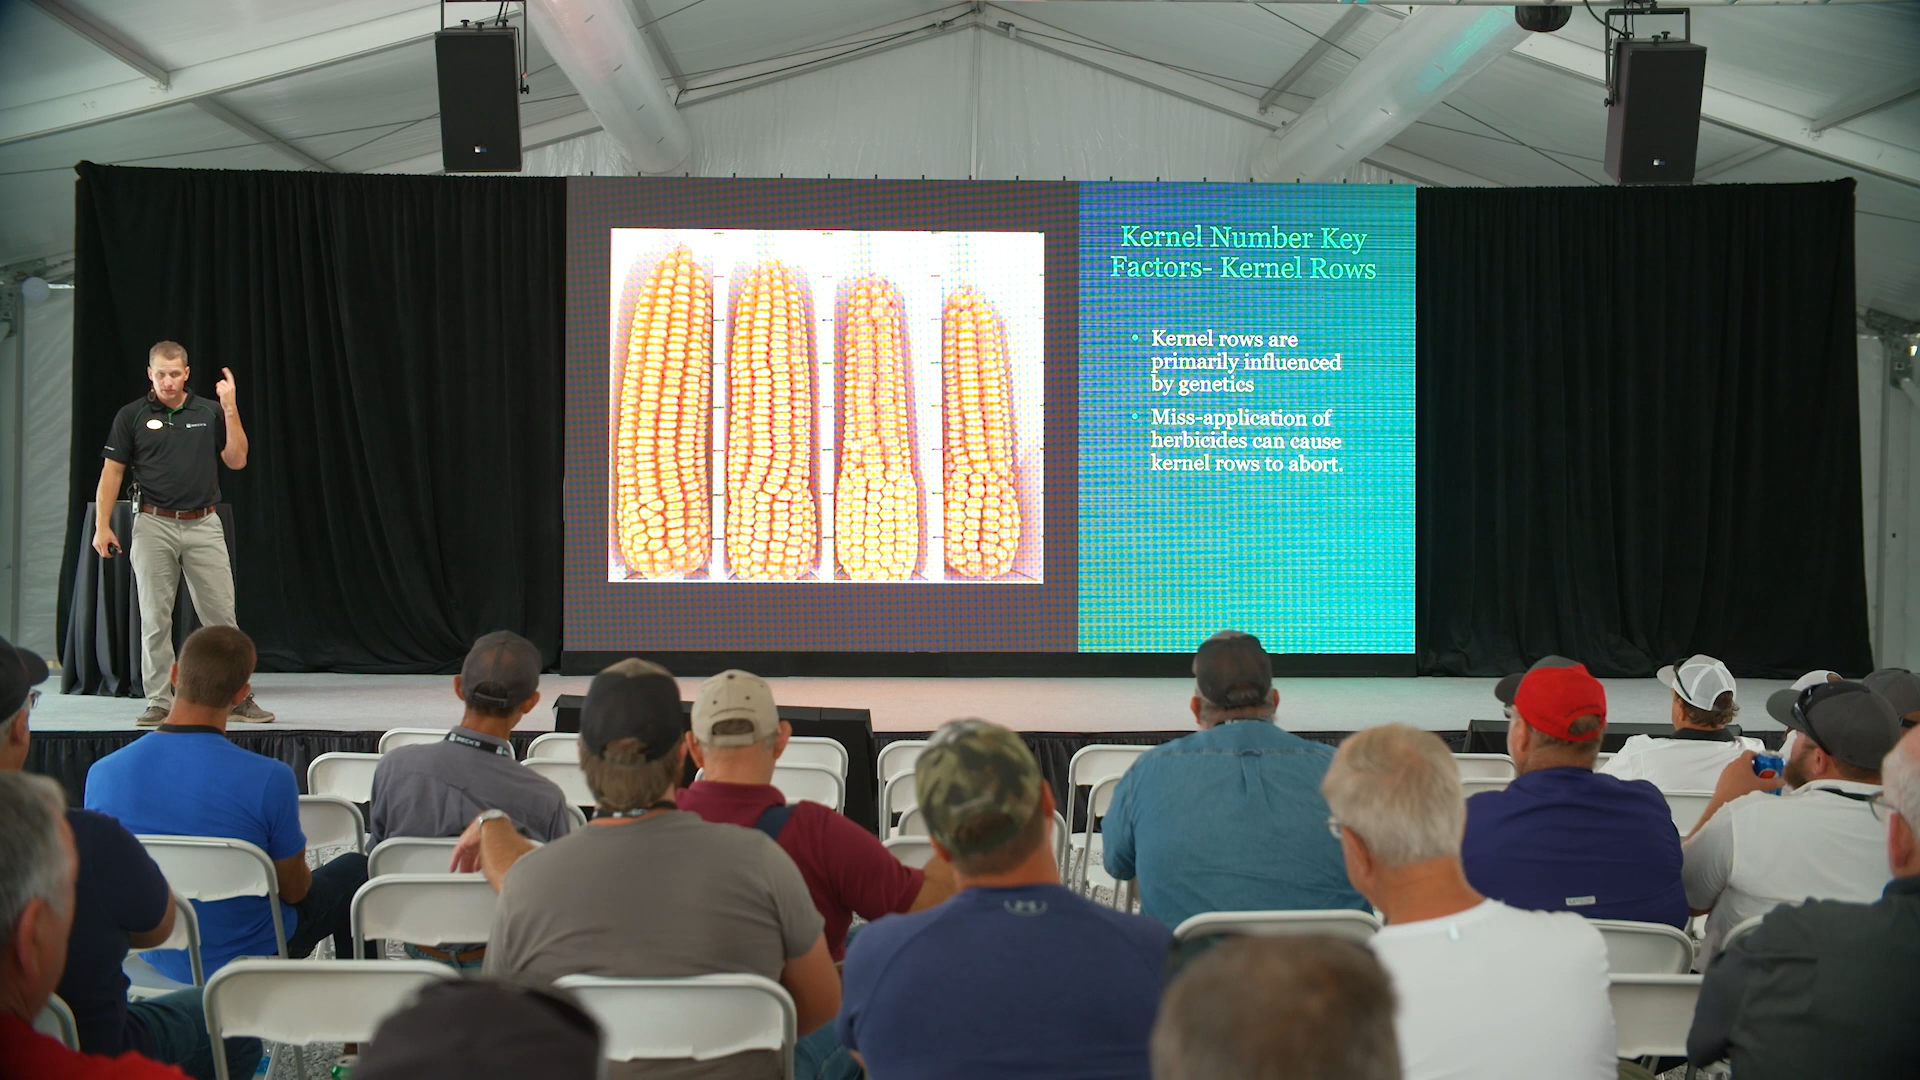 Kernel Number Key
Factors- Kernel Rows
• Kernel rows are
primarily influenced
by genetics
• Miss-application of
herbicides can cause
kernel rows to abort.
BECK'S